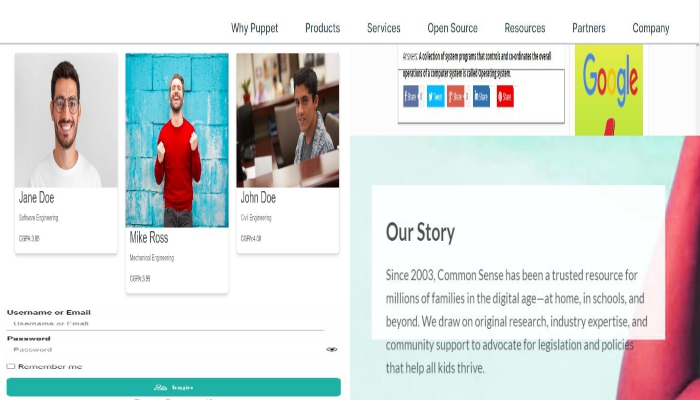 Why Puppet Products Services Open Source Resources Partners Company
Jane Doe
Software Engineering
CGPA:3.88
Mike Ross
Mechanical Engineering
CGPA:3.99
John Doe
Civil Engineering
CGPA:4.00
Username or Email
Username or Email
Password
Password
Remember me
Answers: A collection of system programs that controls and co-ordinates the overall
operations of a computer system is called Operating system.
Share Tweet Share Share Share
Google
Our Story
Since 2003, Common Sense has been a trusted resource for
millions of families in the digital age—at home, in schools, and
beyond. We draw on original research, industry expertise, and
community support to advocate for legislation and policies
that help all kids thrive.